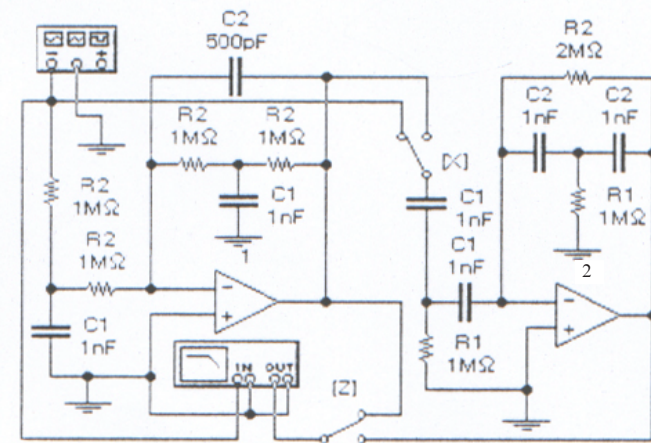 C2
500pF
R2
1MΩ
R2
1MΩ
C1
1nF
1
R2
1MΩ
R2
1MΩ
C1
1nF
IN
OUT
[Z]
[X]
C1
1nF
C1
1nF
R1
1MΩ
R2
2MΩ
C2
1nF
C2
1nF
R1
1MΩ
2